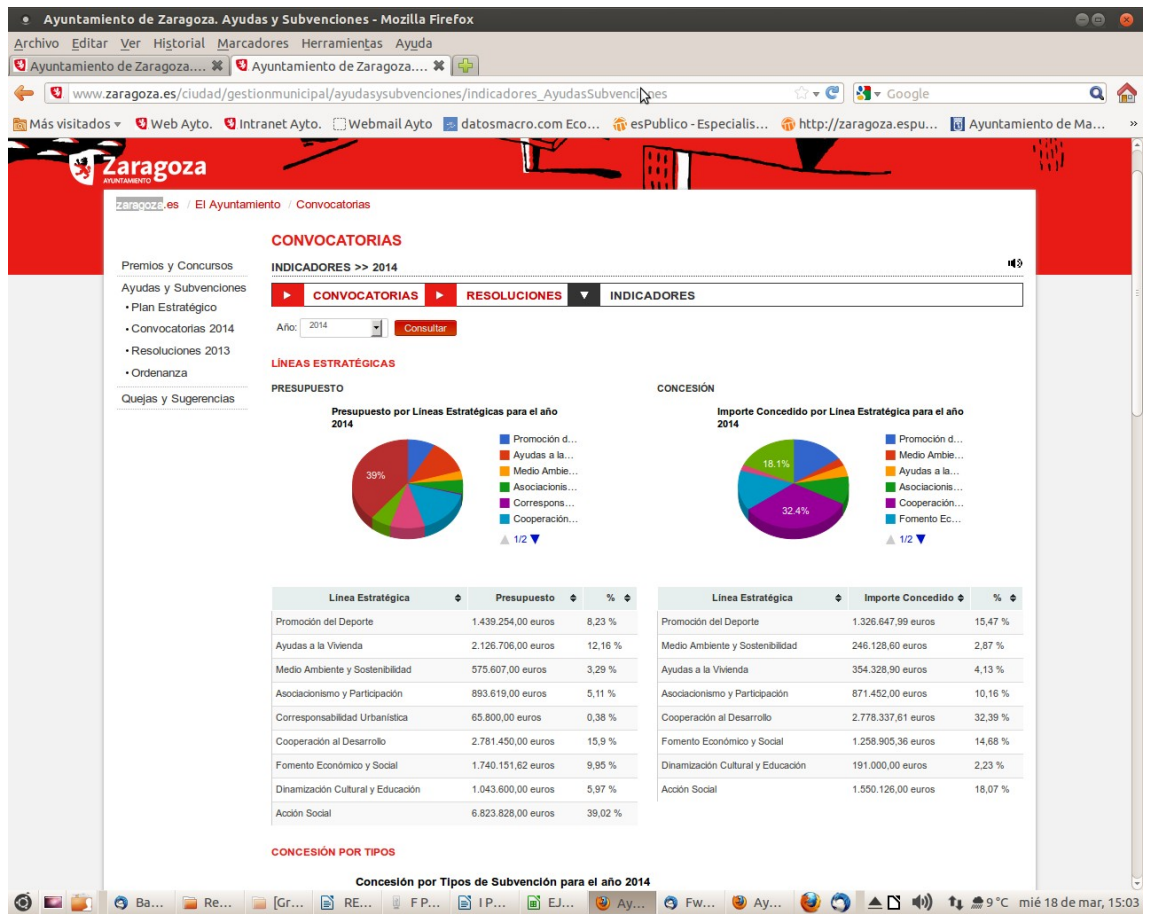 Ayuntamiento de Zaragoza. Ayudas y Subvenciones - Mozilla Firefox
Archivo Editar Ver Historial Marcadores Herramientas Ayuda
Ayuntamiento de Zaragoza.... Ayuntamiento de Zaragoza....
www.zaragoza.es/ciudad/gestionmunicipal/ayudasysubvenciones/indicadores_AyudasSubvenciones Google
Más visitados Web Ayto. Intranet Ayto. Webmail Ayto datosmacro.com Eco... esPublico - Especialis... http://zaragoza.espu... Ayuntamiento de Ma... »
Zaragoza
AYUNTAMIENTO
zaragoza.es / El Ayuntamiento / Convocatorias
Premios y Concursos
Ayudas y Subvenciones
• Plan Estratégico
• Convocatorias 2014
• Resoluciones 2013
• Ordenanza
Quejas y Sugerencias
CONVOCATORIAS
INDICADORES >> 2014
CONVOCATORIAS RESOLUCIONES INDICADORES
Año: 2014 Consultar
LÍNEAS ESTRATÉGICAS
PRESUPUESTO
Presupuesto por Líneas Estratégicas para el año
2014
39%
Promoción d...
Ayudas a la...
Medio Ambie...
Asociacionis...
Correspons...
Cooperación...
1/2
CONCESIÓN
Importe Concedido por Línea Estratégica para el año
2014
18.1%
32.4%
Promoción d...
Medio Ambie...
Ayudas a la...
Asociacionis...
Cooperación...
Fomento Ec...
1/2
Línea Estratégica Presupuesto %
Promoción del Deporte 1.439.254,00 euros 8,23 %
Ayudas a la Vivienda 2.126.706,00 euros 12,16 %
Medio Ambiente y Sostenibilidad 575.607,00 euros 3,29 %
Asociacionismo y Participación 893.619,00 euros 5,11 %
Corresponsabilidad Urbanística 65.800,00 euros 0,38 %
Cooperación al Desarrollo 2.781.450,00 euros 15,9 %
Fomento Económico y Social 1.740.151,62 euros 9,95 %
Dinamización Cultural y Educación 1.043.600,00 euros 5,97 %
Acción Social 6.823.828,00 euros 39,02 %
Línea Estratégica Importe Concedido %
Promoción del Deporte 1.326.647,99 euros 15,47 %
Medio Ambiente y Sostenibilidad 246.128,60 euros 2,87 %
Ayudas a la Vivienda 354.328,90 euros 4,13 %
Asociacionismo y Participación 871.452,00 euros 10,16 %
Cooperación al Desarrollo 2.778.337,61 euros 32,39 %
Fomento Económico y Social 1.258.905,36 euros 14,68 %
Dinamización Cultural y Educación 191.000,00 euros 2,23 %
Acción Social 1.550.126,00 euros 18,07 %
CONCESIÓN POR TIPOS
Concesión por Tipos de Subvención para el año 2014
Ba... Re... [Gr... RE... F P... I P... EJ... Ay... Fw... Ay... 9 °C mié 18 de mar, 15:03